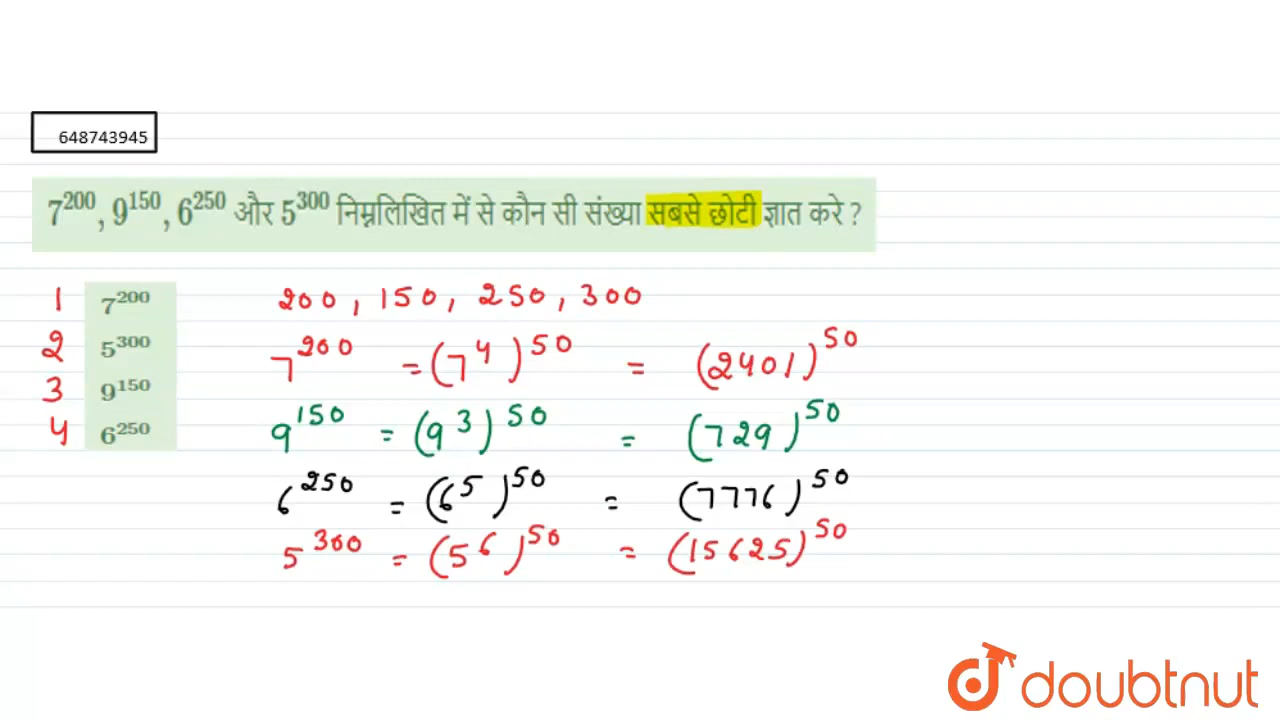 648743945
7^200, 9^150, 6^250 और 5^300 निम्नलिखित में से कौन सी संख्या सबसे छोटी ज्ञात करे ?
1 7^200
2 5^300
3 9^150
4 6^250
200, 150, 250, 300
7^200 = (7^4)^50 = (2401)^50
9^150 = (9^3)^50 = (729)^50
6^250 = (6^5)^50 = (7776)^50
5^300 = (5^6)^50 = (15625)^50
doubtnut